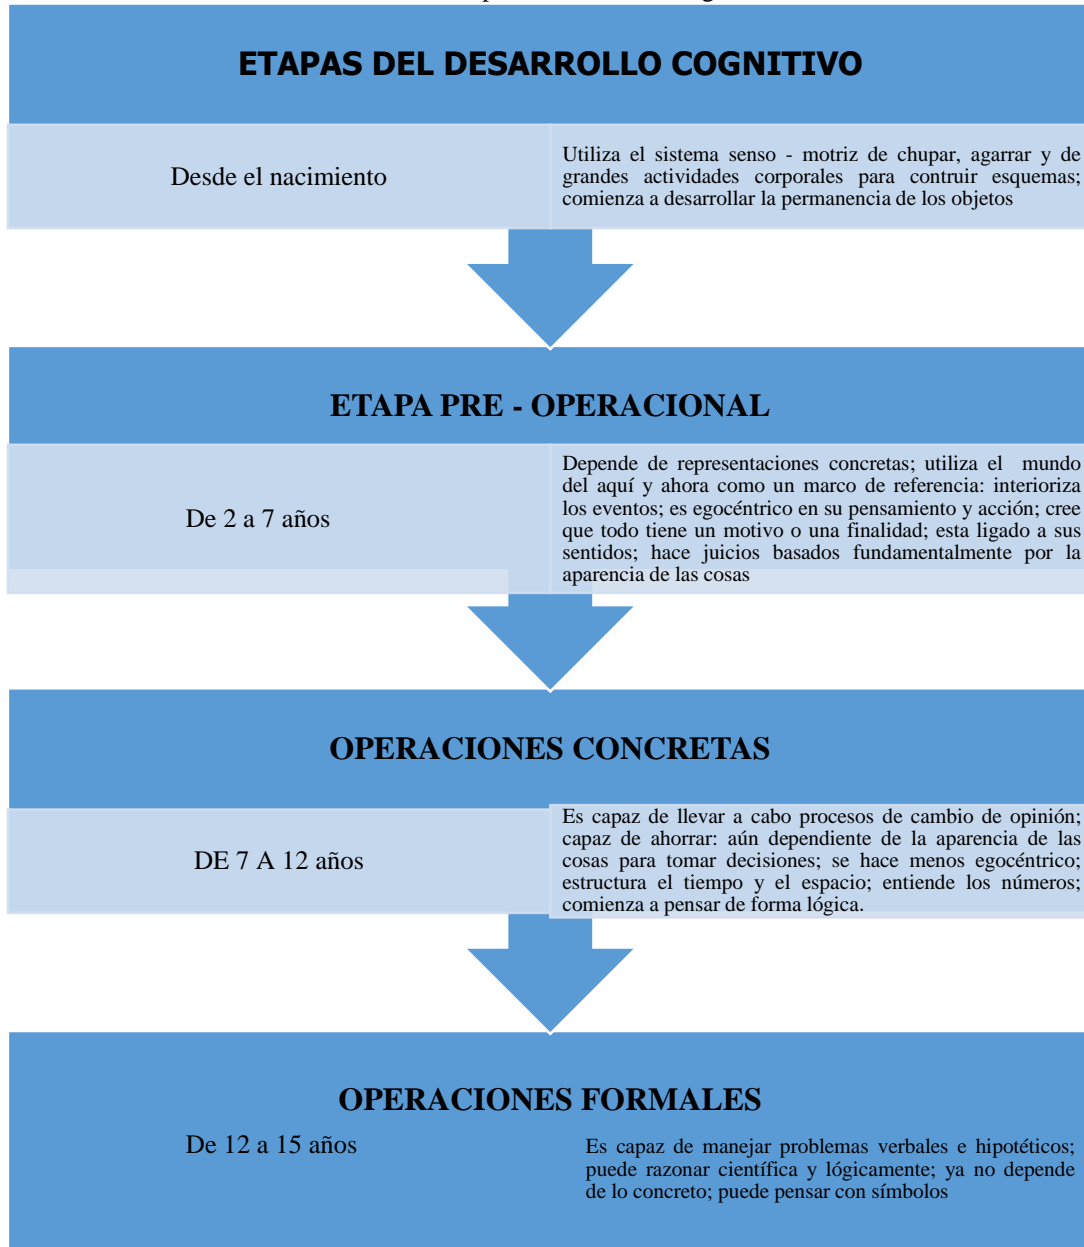 ETAPAS DEL DESARROLLO COGNITIVO
Desde el nacimiento
Utiliza el sistema senso - motriz de chupar, agarrar y de
grandes actividades corporales para contruir esquemas;
comienza a desarrollar la permanencia de los objetos
ETAPA PRE - OPERACIONAL
De 2 a 7 años
Depende de representaciones concretas; utiliza el mundo
del aquí y ahora como un marco de referencia: interioriza
los eventos; es egocéntrico en su pensamiento y acción; cree
que todo tiene un motivo o una finalidad; esta ligado a sus
sentidos; hace juicios basados fundamentalmente por la
aparencia de las cosas
OPERACIONES CONCRETAS
DE 7 A 12 años
Es capaz de llevar a cabo procesos de cambio de opinión;
capaz de ahorrar: aún dependiente de la aparencia de las
cosas para tomar decisiones; se hace menos egocéntrico;
estructura el tiempo y el espacio; entiende los números;
comienza a pensar de forma lógica.
OPERACIONES FORMALES
De 12 a 15 años
Es capaz de manejar problemas verbales e hipotéticos;
puede razonar científica y lógicamente; ya no depende
de lo concreto; puede pensar con símbolos